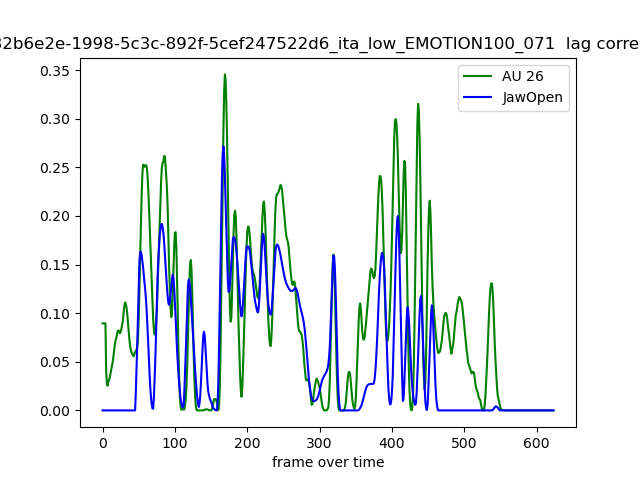 32b6e2e-1998-5c3c-892f-5cef247522d6_ita_low_EMOTION100_071 lag corre
AU 26
JawOpen
0.35
0.30
0.25
0.20
0.15
0.10
0.05
0.00
0 100 200 300 400 500 600
frame over time